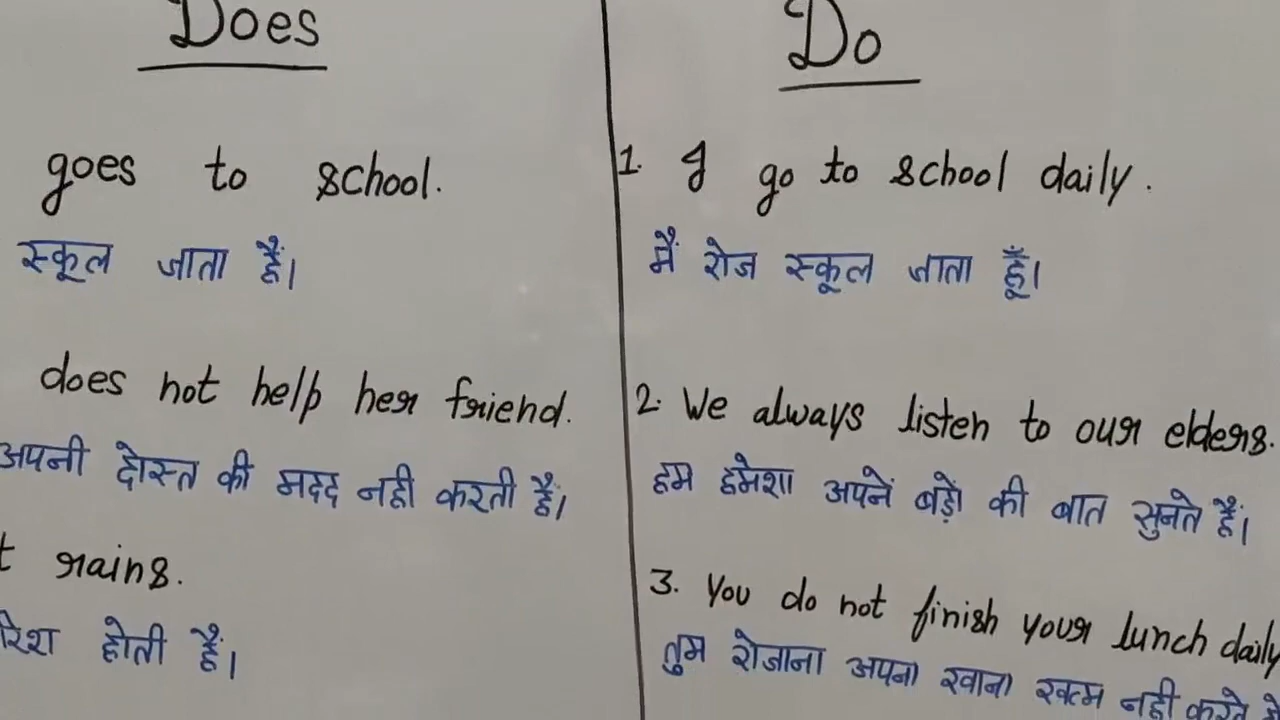 Does
goes to school.
स्कूल जाता हैं।
does not help her friend.
अपनी दोस्त की मदद नही करती हैं।
rains.
होती हैं।
Do
1. I go to school daily.
मैं रोज स्कूल जाता हूँ।
2. We always listen to our elders.
हम हमेशा अपनें बड़ो की बात सुनते हैं।
3. You do not finish your lunch daily
तुम रोजाना अपना खाना खत्म नही करते